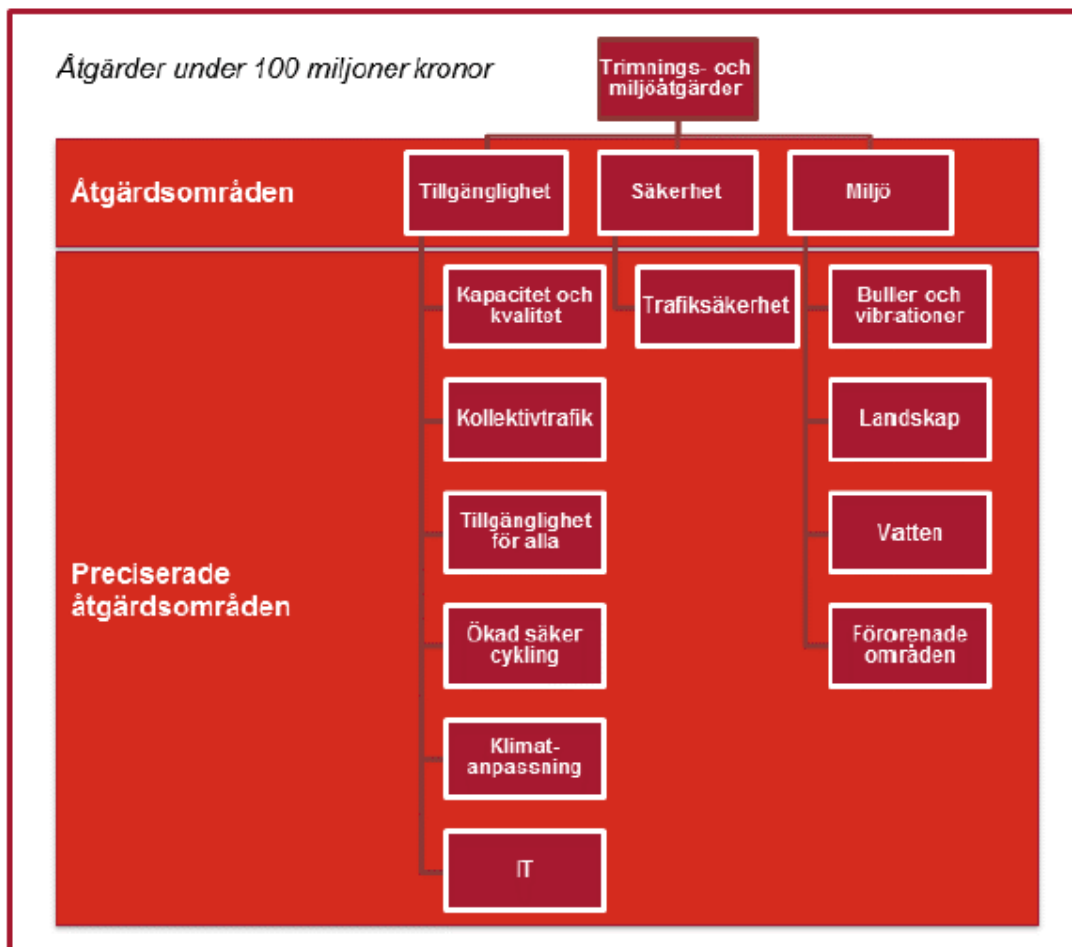 Åtgärder under 100 miljoner kronor
Trimnings- och
miljöåtgärder
Åtgärdsområden
Tillgänglighet
Säkerhet
Miljö
Preciserade
åtgärdsområden
Kapacitet och
kvalitet
Kollektivtrafik
Tillgänglighet
för alla
Ökad säker
cykling
Klimat-
anpassning
IT
Trafiksäkerhet
Buller och
vibrationer
Landskap
Vatten
Förorenade
områden